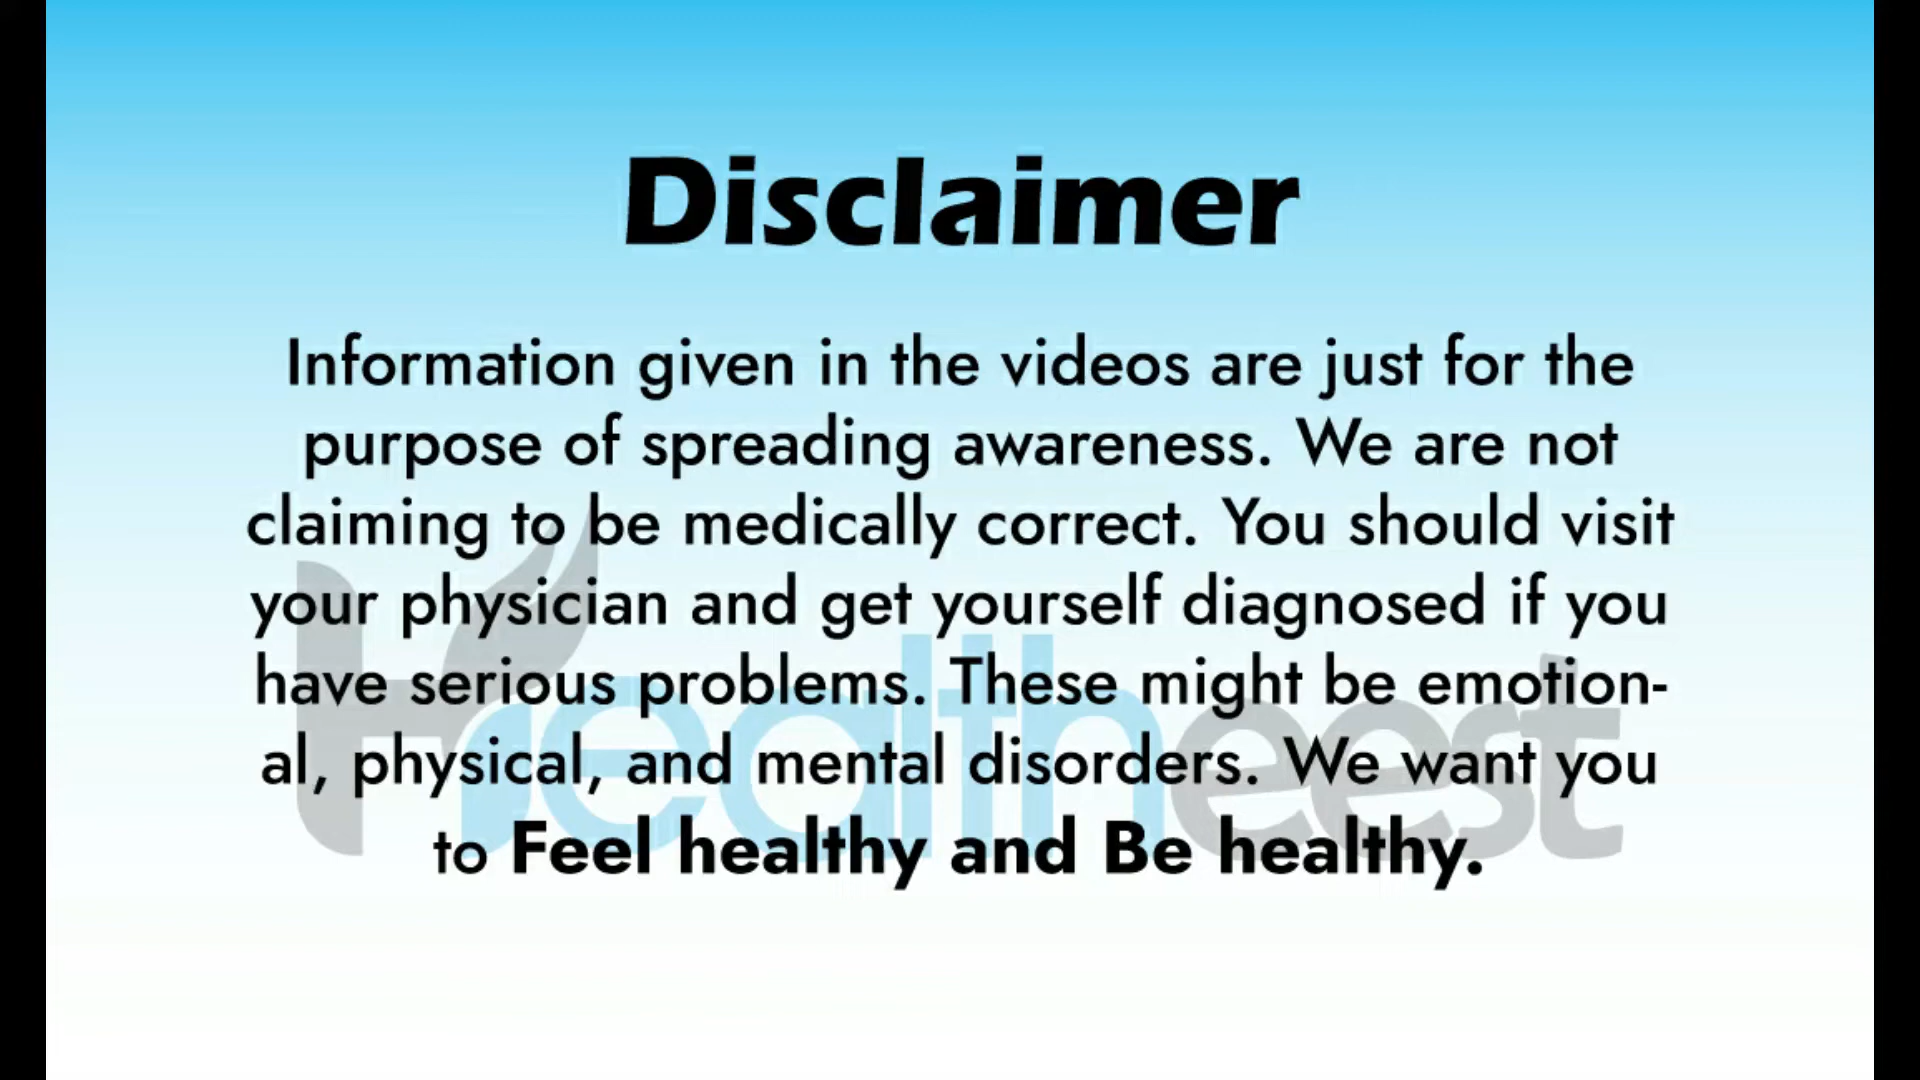 Disclaimer
Information given in the videos are just for the
purpose of spreading awareness. We are not
claiming to be medically correct. You should visit
your physician and get yourself diagnosed if you
have serious problems. These might be emotion-
al, physical, and mental disorders. We want you
to Feel healthy and Be healthy.
Healtheest